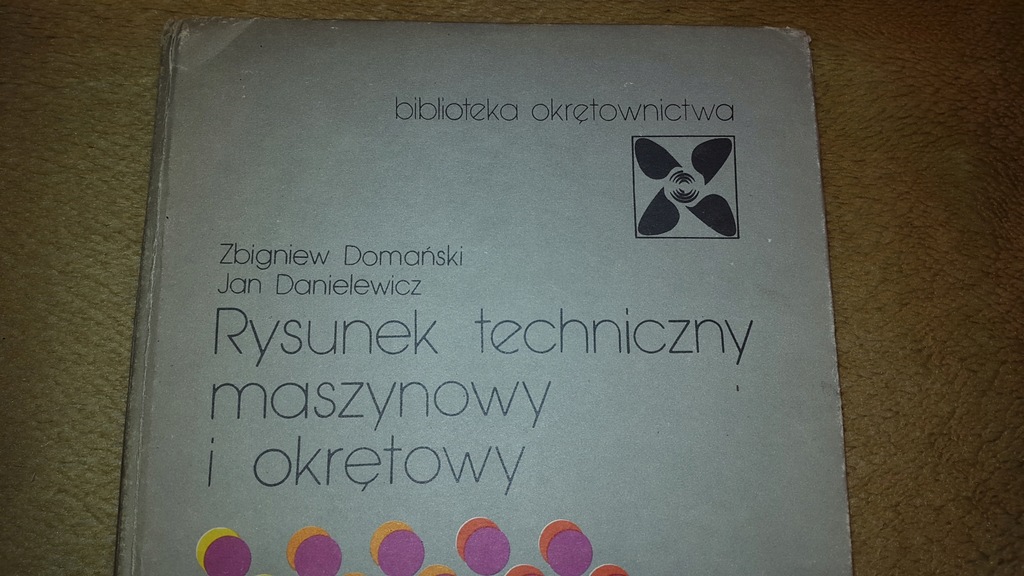 biblioteka okrętownictwa
Zbigniew Domański
Jan Danielewicz
Rysunek techniczny
maszynowy
i okrętowy